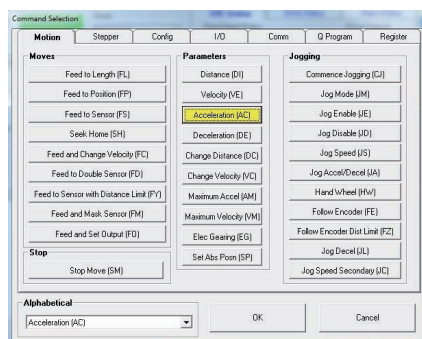 Command Selection
Motion
Stepper
Config
I/O
Comm
Q Program
Register
Moves
Feed to Length (FL)
Feed to Position (FP)
Feed to Sensor (FS)
Seek Home (SH)
Feed and Change Velocity (FC)
Feed to Double Sensor (FD)
Feed to Sensor with Distance Limit (FY)
Feed and Mask Sensor (FM)
Feed and Set Output (FO)
Stop
Stop Move (SM)
Parameters
Distance (DI)
Velocity (VE)
Acceleration (AC)
Deceleration (DE)
Change Distance (DC)
Change Velocity (VC)
Maximum Accel (AM)
Maximum Velocity (VM)
Elec Gearing (EG)
Set Abs Posn (SP)
Jogging
Commence Jogging (CJ)
Jog Mode (JM)
Jog Enable (JE)
Jog Disable (JD)
Jog Speed (JS)
Jog Accel/Decel (JA)
Hand Wheel (HW)
Follow Encoder (FE)
Follow Encoder Dist Limit (FZ)
Jog Decel (JL)
Jog Speed Secondary (JC)
Alphabetical
Acceleration (AC)
OK
Cancel